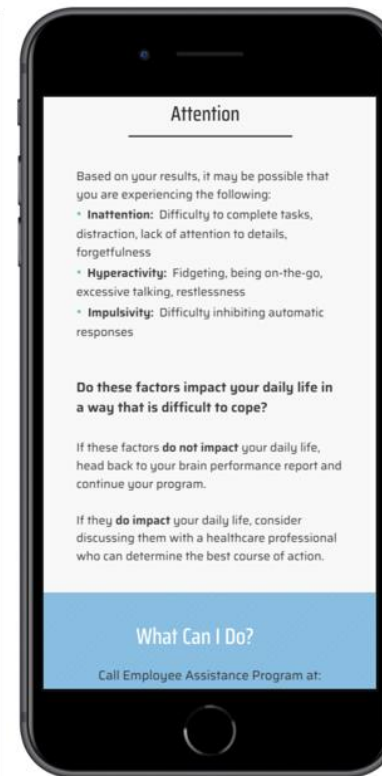 Attention
Based on your results, it may be possible that
you are experiencing the following:
• Inattention: Difficulty to complete tasks,
distraction, lack of attention to details,
forgetfulness
• Hyperactivity: Fidgeting, being on-the-go,
excessive talking, restlessness
• Impulsivity: Difficulty inhibiting automatic
responses
Do these factors impact your daily life in
a way that is difficult to cope?
If these factors do not impact your daily life,
head back to your brain performance report and
continue your program.
If they do impact your daily life, consider
discussing them with a healthcare professional
who can determine the best course of action.
What Can I Do?
Call Employee Assistance Program at: